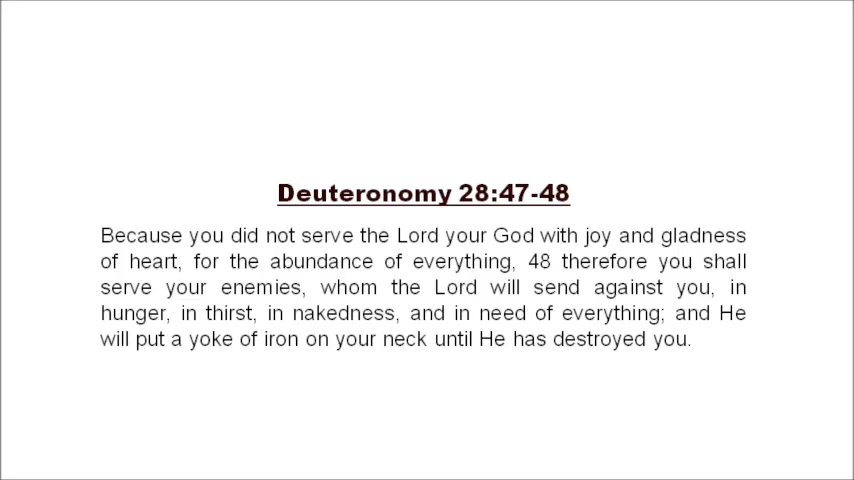 Deuteronomy 28:47-48
Because you did not serve the Lord your God with joy and gladness
of heart, for the abundance of everything, 48 therefore you shall
serve your enemies, whom the Lord will send against you, in
hunger, in thirst, in nakedness, and in need of everything; and He
will put a yoke of iron on your neck until He has destroyed you.